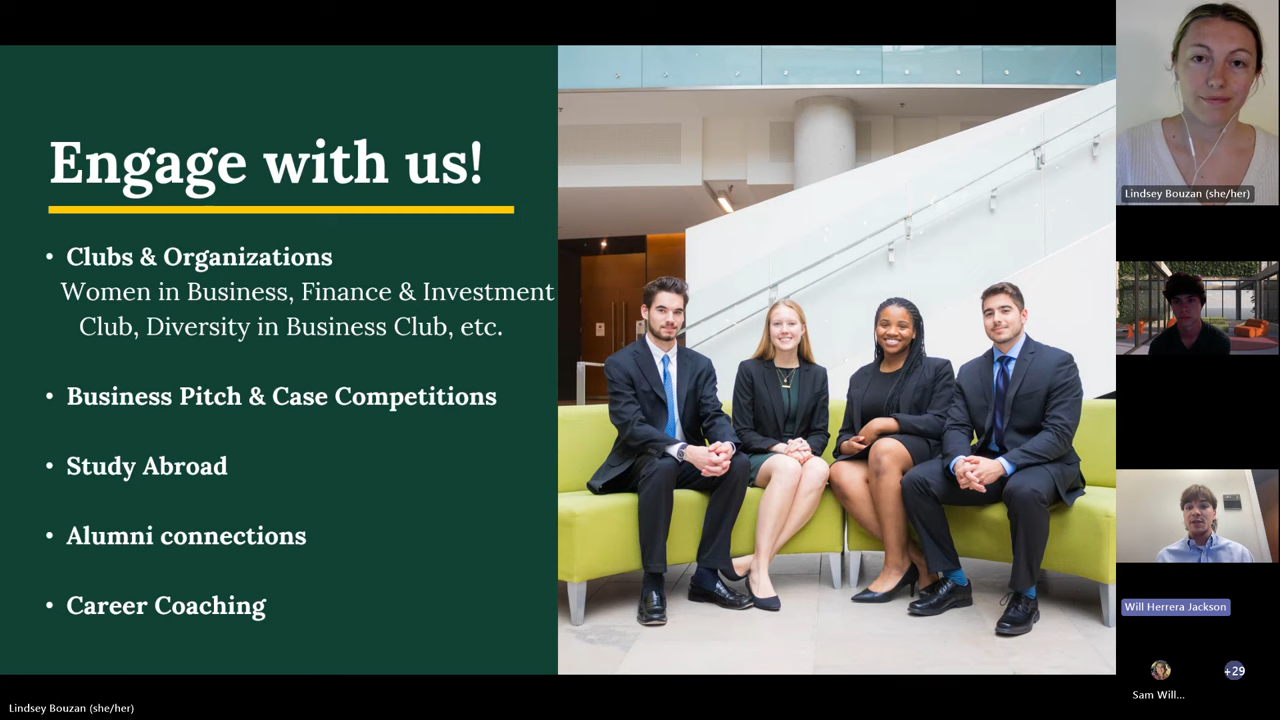 Engage with us!
• Clubs & Organizations
Women in Business, Finance & Investment
Club, Diversity in Business Club, etc.
• Business Pitch & Case Competitions
• Study Abroad
• Alumni connections
• Career Coaching
Lindsey Bouzan (she/her)
Will Herrera Jackson
+29
Sam Will...
Lindsey Bouzan (she/her)